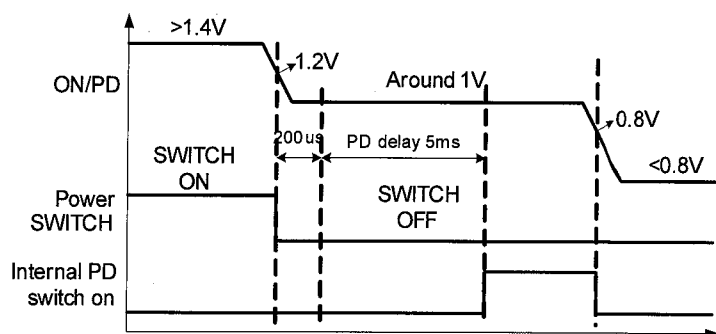 >1.4V
1.2V
ON/PD
Around 1V
0.8V
200us
PD delay 5ms
<0.8V
SWITCH
ON
SWITCH
OFF
Power
SWITCH
Internal PD
switch on